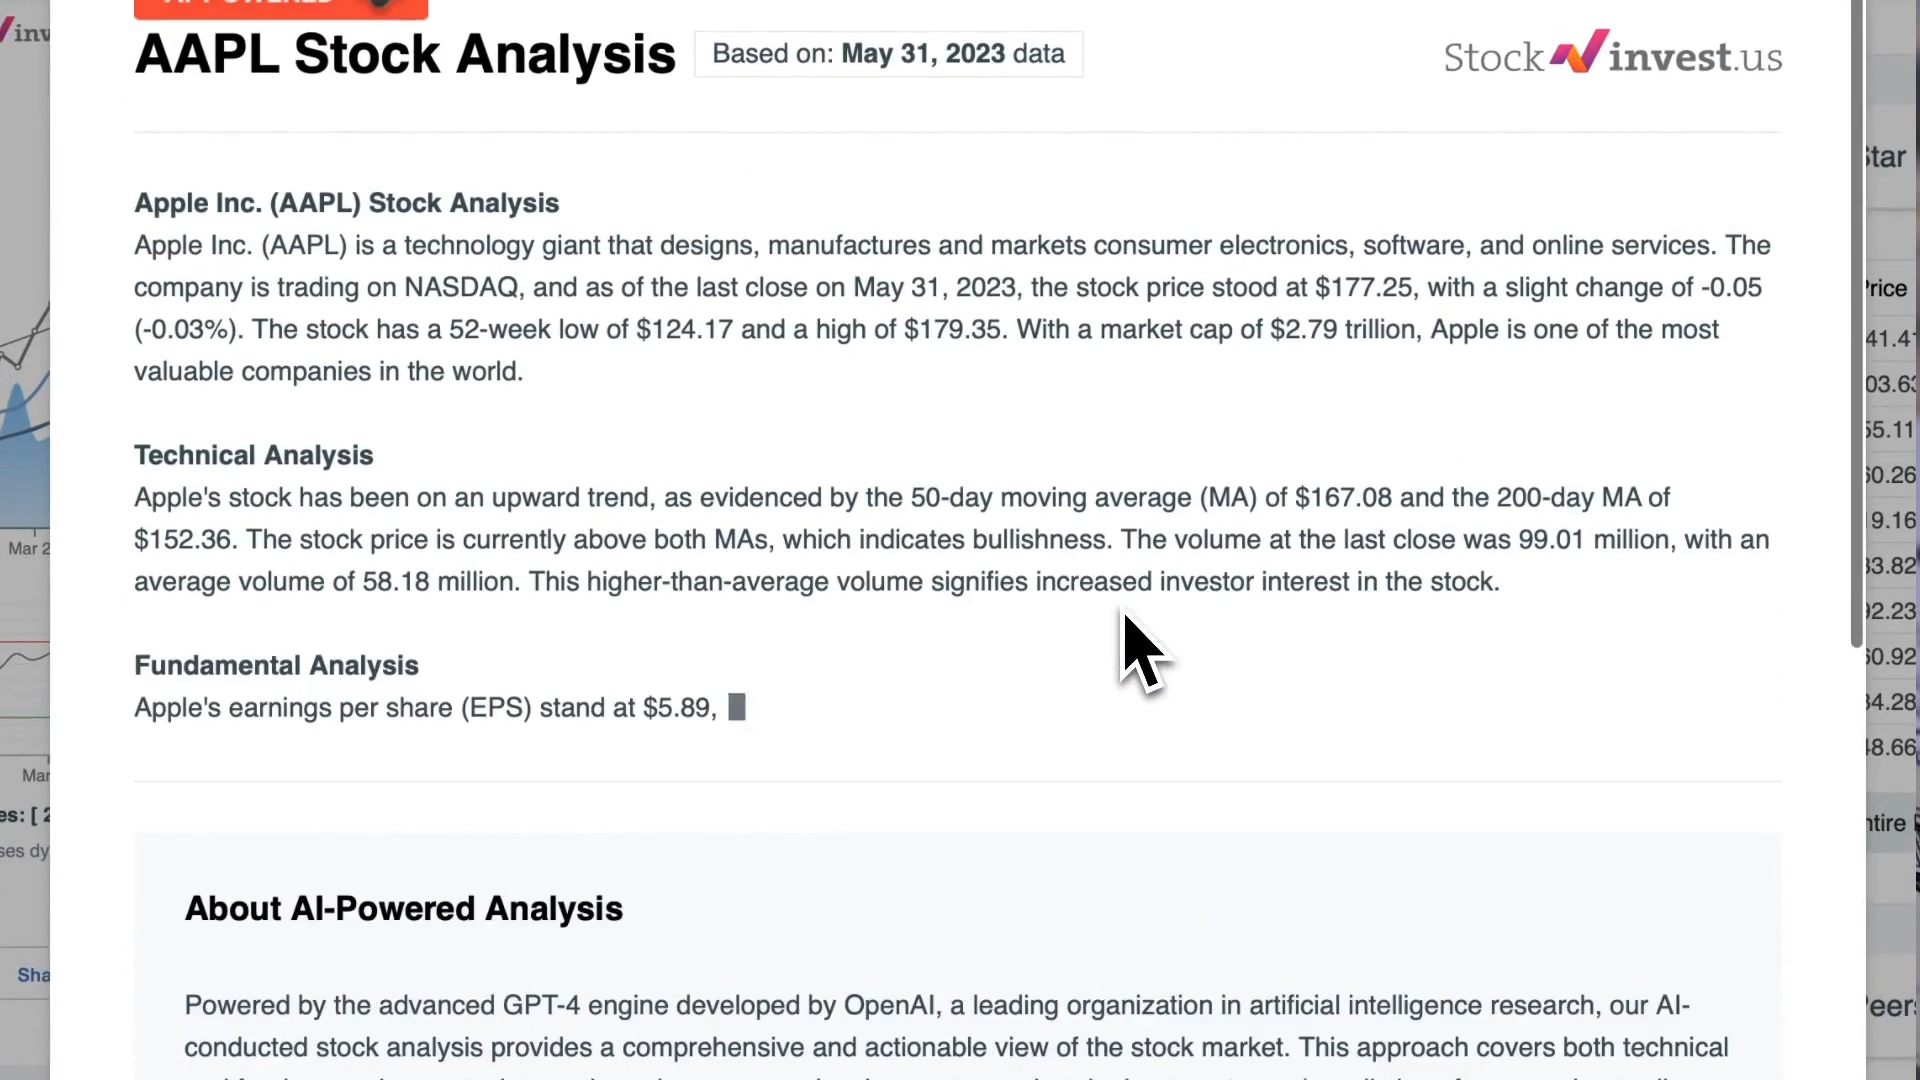 AAPL Stock Analysis
Based on: May 31, 2023 data
Stock invest.us
Apple Inc. (AAPL) Stock Analysis
Apple Inc. (AAPL) is a technology giant that designs, manufactures and markets consumer electronics, software, and online services. The
company is trading on NASDAQ, and as of the last close on May 31, 2023, the stock price stood at $177.25, with a slight change of -0.05
(-0.03%). The stock has a 52-week low of $124.17 and a high of $179.35. With a market cap of $2.79 trillion, Apple is one of the most
valuable companies in the world.
Technical Analysis
Apple's stock has been on an upward trend, as evidenced by the 50-day moving average (MA) of $167.08 and the 200-day MA of
$152.36. The stock price is currently above both MAs, which indicates bullishness. The volume at the last close was 99.01 million, with an
average volume of 58.18 million. This higher-than-average volume signifies increased investor interest in the stock.
Fundamental Analysis
Apple's earnings per share (EPS) stand at $5.89,
About AI-Powered Analysis
Powered by the advanced GPT-4 engine developed by OpenAI, a leading organization in artificial intelligence research, our AI-
conducted stock analysis provides a comprehensive and actionable view of the stock market. This approach covers both technical